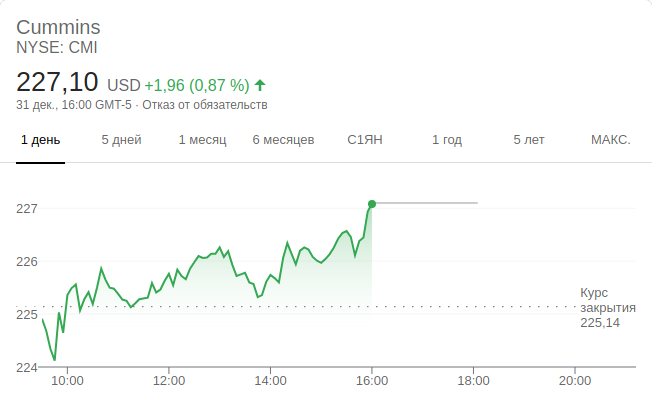 Cummins
NYSE: CMI
227,10 USD +1,96 (0,87 %)
31 дек., 16:00 GMT-5 · Отказ от обязательств
1 день 5 дней 1 месяц 6 месяцев С1ЯН 1 год 5 лет МАКС.
227
226
225
224
Курс
закрытия
225,14
10:00 12:00 14:00 16:00 18:00 20:00